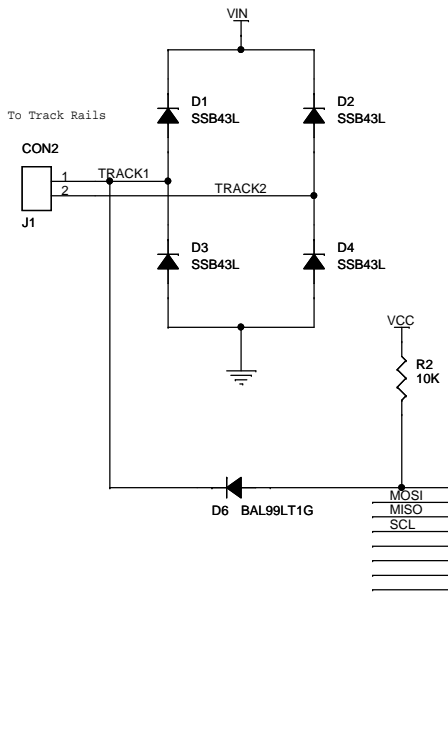 VIN
D1
SSB43L
D2
SSB43L
To Track Rails
CON2
1
TRACK1
2
TRACK2
J1
D3
SSB43L
D4
SSB43L
VCC
R2
10K
MOSI
D6 BAL99LT1G
MISO
SCL